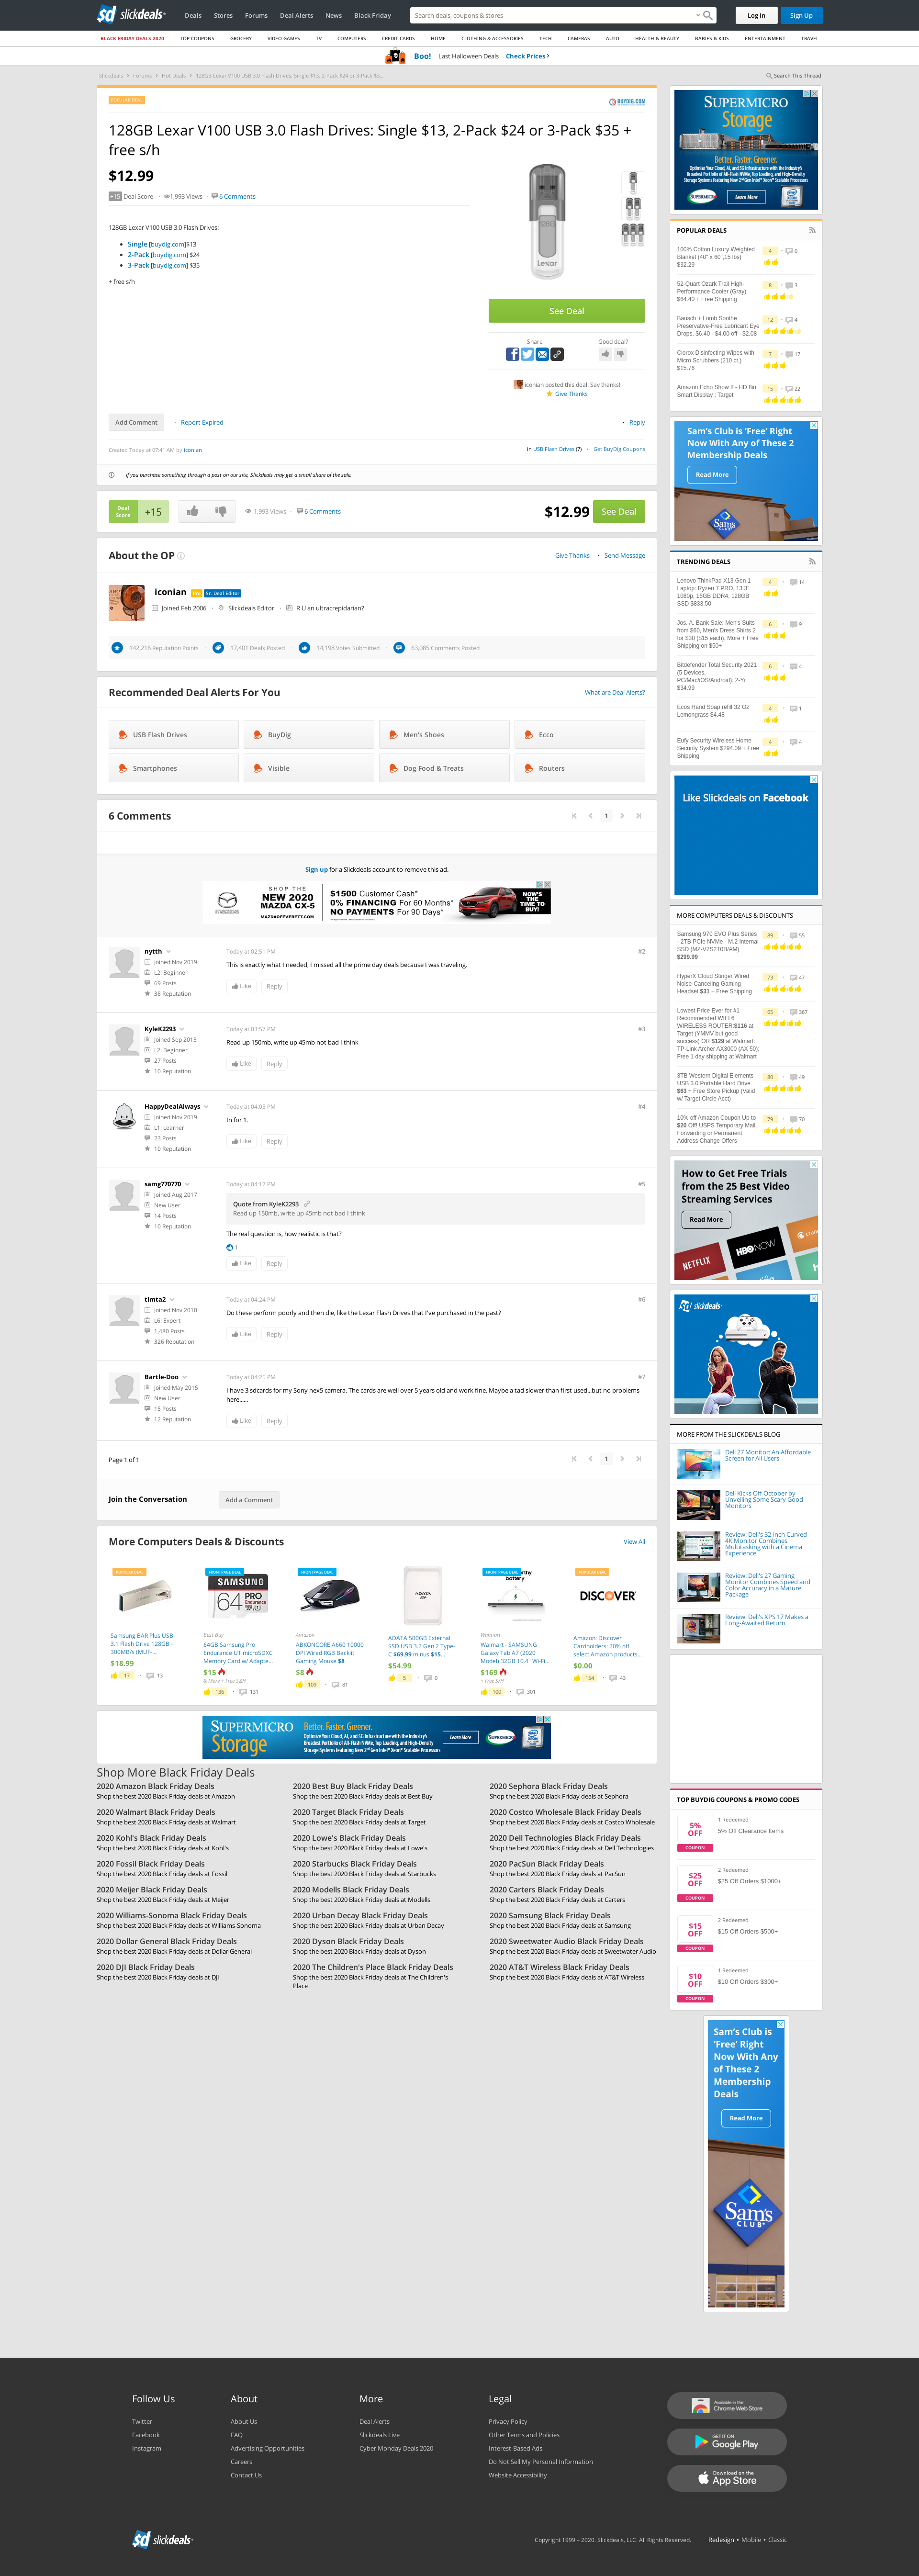 slickdeals
Deals Stores Forums Deal Alerts News Black Friday
Search deals, coupons & stores
Log In Sign Up
BLACK FRIDAY DEALS 2020 TOP COUPONS GROCERY VIDEO GAMES TV COMPUTERS CREDIT CARDS HOME CLOTHING & ACCESSORIES TECH CAMERAS AUTO HEALTH & BEAUTY BABIES & KIDS ENTERTAINMENT TRAVEL
Boo! Last Halloween Deals Check Prices
Slickdeals Forums Hot Deals 128GB Lexar V100 USB 3.0 Flash Drives: Single $13, 2-Pack $24 or 3-Pack $3...
Search This Thread
POPULAR DEAL
BUYDIG.COM
128GB Lexar V100 USB 3.0 Flash Drives: Single $13, 2-Pack $24 or 3-Pack $35 +
free s/h
$12.99
+15 Deal Score 1,993 Views 6 Comments
128GB Lexar V100 USB 3.0 Flash Drives:
Single [buydig.com]$13
2-Pack [buydig.com] $24
3-Pack [buydig.com] $35
+ free s/h
Lexar
See Deal
Share Good deal?
iconian posted this deal. Say thanks!
Give Thanks
Add Comment Report Expired Reply
Created Today at 07:41 AM by iconian
in USB Flash Drives (7) Get BuyDig Coupons
If you purchase something through a post on our site, Slickdeals may get a small share of the sale.
Deal
Score
+15
1,993 Views 6 Comments
$12.99 See Deal
About the OP
Give Thanks Send Message
iconian Pro Sr. Deal Editor
Joined Feb 2006 Slickdeals Editor R U an ultracrepidarian?
142,216 Reputation Points 17,401 Deals Posted 14,198 Votes Submitted 63,085 Comments Posted
Recommended Deal Alerts For You
What are Deal Alerts?
USB Flash Drives BuyDig Men's Shoes Ecco
Smartphones Visible Dog Food & Treats Routers
6 Comments
1
Sign up for a Slickdeals account to remove this ad.
mazda
SHOP THE
NEW 2020
MAZDA CX-5
MAZDAOFEVERETT.COM
$1500 Customer Cash*
0% FINANCING For 60 Months
NO PAYMENTS For 90 Days*
NOW'S
THE TIME
TO BUY!
nytth
Joined Nov 2019
L2: Beginner
69 Posts
38 Reputation
Today at 02:51 PM #2
This is exactly what I needed, I missed all the prime day deals because I was traveling.
Like Reply
KyleK2293
Joined Sep 2013
L2: Beginner
27 Posts
10 Reputation
Today at 03:57 PM #3
Read up 150mb, write up 45mb not bad I think
Like Reply
HappyDealAlways
Joined Nov 2019
L1: Learner
23 Posts
10 Reputation
Today at 04:05 PM #4
In for 1.
Like Reply
samg770770
Joined Aug 2017
New User
14 Posts
10 Reputation
Today at 04:17 PM #5
Quote from KyleK2293
Read up 150mb, write up 45mb not bad I think
The real question is, how realistic is that?
1
Like Reply
timta2
Joined Nov 2010
L6: Expert
1,480 Posts
326 Reputation
Today at 04:24 PM #6
Do these perform poorly and then die, like the Lexar Flash Drives that I've purchased in the past?
Like Reply
Bartle-Doo
Joined May 2015
New User
15 Posts
12 Reputation
Today at 04:25 PM #7
I have 3 sdcards for my Sony nex5 camera. The cards are well over 5 years old and work fine. Maybe a tad slower than first used...but no problems
here......
Like Reply
Page 1 of 1
1
Join the Conversation Add a Comment
More Computers Deals & Discounts
View All
POPULAR DEAL
Samsung BAR Plus USB
3.1 Flash Drive 128GB -
300MB/s (MUF-...
$18.99
17 13
FRONTPAGE DEAL
SAMSUNG
64
Best Buy
64GB Samsung Pro
Endurance U1 microSDXC
Memory Card w/ Adapte...
$15
& More + Free S&H
136 131
FRONTPAGE DEAL
Amazon
ABKONCORE A660 10000
DPI Wired RGB Backlit
Gaming Mouse $8
$8
109 81
ADATA
ADATA 500GB External
SSD USB 3.2 Gen 2 Type-
C $69.99 minus $15...
$54.99
5 0
FRONTPAGE DEAL
battery
Walmart
Walmart - SAMSUNG
Galaxy Tab A7 (2020
Model) 32GB 10.4" Wi-Fi...
$169
+ Free S/H
100 301
POPULAR DEAL
DISCOVER
Amazon: Discover
Cardholders: 20% off
select Amazon products...
$0.00
154 43
SUPERMICRO
Storage
Better. Faster. Greener.
Learn More
Shop More Black Friday Deals
2020 Amazon Black Friday Deals
Shop the best 2020 Black Friday deals at Amazon
2020 Best Buy Black Friday Deals
Shop the best 2020 Black Friday deals at Best Buy
2020 Sephora Black Friday Deals
Shop the best 2020 Black Friday deals at Sephora
2020 Walmart Black Friday Deals
Shop the best 2020 Black Friday deals at Walmart
2020 Target Black Friday Deals
Shop the best 2020 Black Friday deals at Target
2020 Costco Wholesale Black Friday Deals
Shop the best 2020 Black Friday deals at Costco Wholesale
2020 Kohl's Black Friday Deals
Shop the best 2020 Black Friday deals at Kohl's
2020 Lowe's Black Friday Deals
Shop the best 2020 Black Friday deals at Lowe's
2020 Dell Technologies Black Friday Deals
Shop the best 2020 Black Friday deals at Dell Technologies
2020 Fossil Black Friday Deals
Shop the best 2020 Black Friday deals at Fossil
2020 Starbucks Black Friday Deals
Shop the best 2020 Black Friday deals at Starbucks
2020 PacSun Black Friday Deals
Shop the best 2020 Black Friday deals at PacSun
2020 Meijer Black Friday Deals
Shop the best 2020 Black Friday deals at Meijer
2020 Modells Black Friday Deals
Shop the best 2020 Black Friday deals at Modells
2020 Carters Black Friday Deals
Shop the best 2020 Black Friday deals at Carters
2020 Williams-Sonoma Black Friday Deals
Shop the best 2020 Black Friday deals at Williams-Sonoma
2020 Urban Decay Black Friday Deals
Shop the best 2020 Black Friday deals at Urban Decay
2020 Samsung Black Friday Deals
Shop the best 2020 Black Friday deals at Samsung
2020 Dollar General Black Friday Deals
Shop the best 2020 Black Friday deals at Dollar General
2020 Dyson Black Friday Deals
Shop the best 2020 Black Friday deals at Dyson
2020 Sweetwater Audio Black Friday Deals
Shop the best 2020 Black Friday deals at Sweetwater Audio
2020 DJI Black Friday Deals
Shop the best 2020 Black Friday deals at DJI
2020 The Children's Place Black Friday Deals
Shop the best 2020 Black Friday deals at The Children's
Place
2020 AT&T Wireless Black Friday Deals
Shop the best 2020 Black Friday deals at AT&T Wireless
SUPERMICRO
Storage
Better. Faster. Greener.
Learn More
POPULAR DEALS
100% Cotton Luxury Weighted
Blanket (40" x 60",15 lbs)
$32.29
4 0
52-Quart Ozark Trail High-
Performance Cooler (Gray)
$64.40 + Free Shipping
8 3
Bausch + Lomb Soothe
Preservative-Free Lubricant Eye
Drops, $6.40 - $4.00 off - $2.08
12 4
Clorox Disinfecting Wipes with
Micro Scrubbers (210 ct.)
$15.76
7 17
Amazon Echo Show 8 - HD 8in
Smart Display : Target
15 22
Sam's Club is 'Free' Right
Now With Any of These 2
Membership Deals
Read More
Sam's
TRENDING DEALS
Lenovo ThinkPad X13 Gen 1
Laptop: Ryzen 7 PRO, 13.3"
1080p, 16GB DDR4, 128GB
SSD $833.50
4 14
Jos. A. Bank Sale: Men's Suits
from $60, Men's Dress Shirts 2
for $30 ($15 each), More + Free
Shipping on $50+
6 9
Bitdefender Total Security 2021
(5 Devices,
PC/Mac/iOS/Android): 2-Yr
$34.99
6 4
Ecos Hand Soap refill 32 Oz
Lemongrass $4.48
4 1
Eufy Security Wireless Home
Security System $294.09 + Free
Shipping
4 4
Like Slickdeals on Facebook
MORE COMPUTERS DEALS & DISCOUNTS
Samsung 970 EVO Plus Series
- 2TB PCIe NVMe - M.2 Internal
SSD (MZ-V7S2T0B/AM)
$299.99
89 55
HyperX Cloud Stinger Wired
Noise-Canceling Gaming
Headset $31 + Free Shipping
73 47
Lowest Price Ever for #1
Recommended WIFI 6
WIRELESS ROUTER:$116 at
Target (YMMV but good
success) OR $129 at Walmart:
TP-Link Archer AX3000 (AX 50);
Free 1 day shipping at Walmart
65 367
3TB Western Digital Elements
USB 3.0 Portable Hard Drive
$63 + Free Store Pickup (Valid
w/ Target Circle Acct)
80 49
10% off Amazon Coupon Up to
$20 Off! USPS Temporary Mail
Forwarding or Permanent
Address Change Offers
79 70
How to Get Free Trials
from the 25 Best Video
Streaming Services
Read More
NETFLIX
HBO NOW
slickdeals
MORE FROM THE SLICKDEALS BLOG
Dell 27 Monitor: An Affordable
Screen for All Users
Dell Kicks Off October by
Unveiling Some Scary Good
Monitors
Review: Dell's 32-inch Curved
4K Monitor Combines
Multitasking with a Cinema
Experience
Review: Dell's 27 Gaming
Monitor Combines Speed and
Color Accuracy in a Mature
Package
Review: Dell's XPS 17 Makes a
Long-Awaited Return
TOP BUYDIG COUPONS & PROMO CODES
5%
OFF
COUPON
1 Redeemed
5% Off Clearance Items
$25
OFF
COUPON
2 Redeemed
$25 Off Orders $1000+
$15
OFF
COUPON
2 Redeemed
$15 Off Orders $500+
$10
OFF
COUPON
1 Redeemed
$10 Off Orders $300+
Sam's Club is
'Free' Right
Now With Any
of These 2
Membership
Deals
Read More
Sam's
CLUB
Follow Us
Twitter
Facebook
Instagram
About
About Us
FAQ
Advertising Opportunities
Careers
Contact Us
More
Deal Alerts
Slickdeals Live
Cyber Monday Deals 2020
Legal
Privacy Policy
Other Terms and Policies
Interest-Based Ads
Do Not Sell My Personal Information
Website Accessibility
Available in the
Chrome Web Store
GET IT ON
Google Play
Download on the
App Store
slickdeals
Copyright 1999 – 2020. Slickdeals, LLC. All Rights Reserved.
Redesign • Mobile • Classic